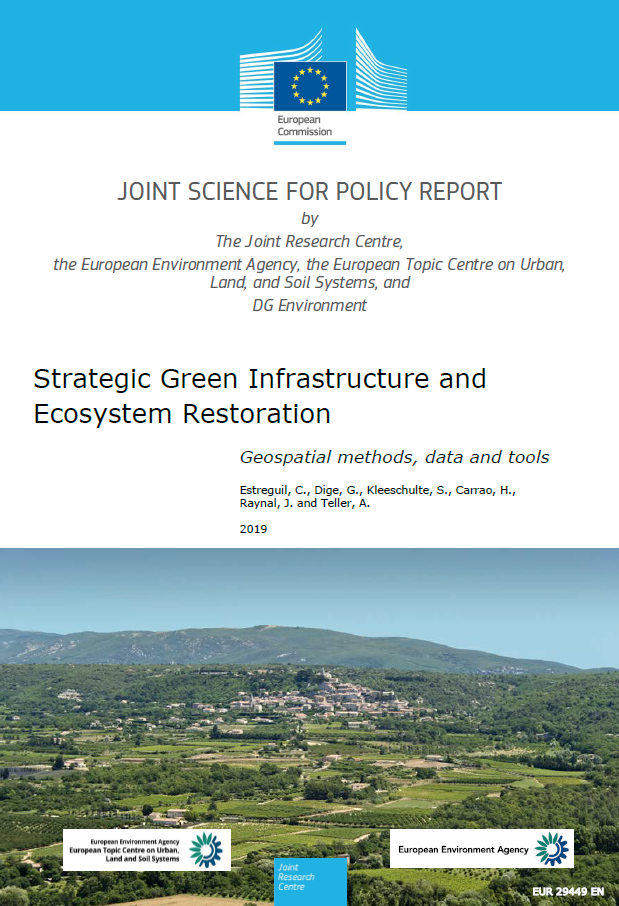 European
Commission
JOINT SCIENCE FOR POLICY REPORT
by
The Joint Research Centre,
the European Environment Agency, the European Topic Centre on Urban,
Land, and Soil Systems, and
DG Environment
Strategic Green Infrastructure and
Ecosystem Restoration
Geospatial methods, data and tools
Estreguil, C., Dige, G., Kleeschulte, S., Carrao, H.,
Raynal, J. and Teller, A.
2019
European Environment Agency
European Topic Centre on Urban,
Land and Soil Systems
European Environment Agency
Joint
Research
Centre
EUR 29449 EN